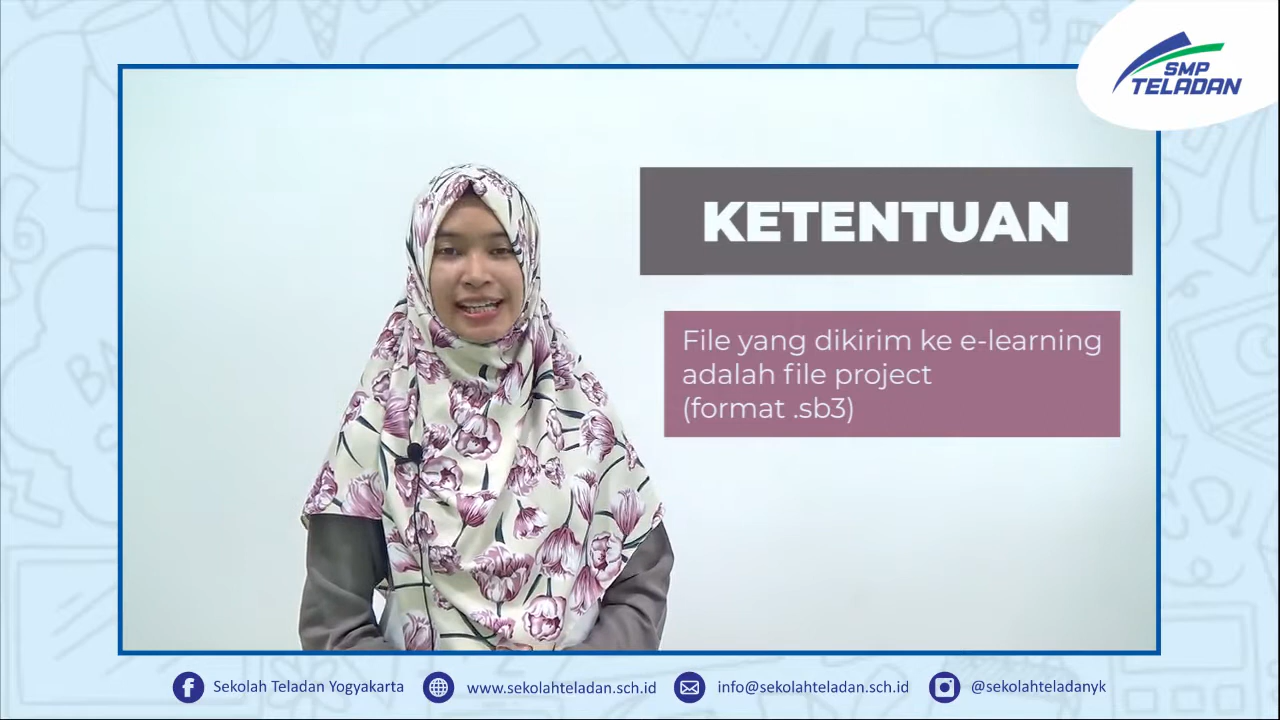 SMP
TELADAN
KETENTUAN
File yang dikirim ke e-learning
adalah file project
(format .sb3)
Sekolah Teladan Yogyakarta
www.sekolahteladan.sch.id
info@sekolahteladan.sch.id
@sekolahteladanyk